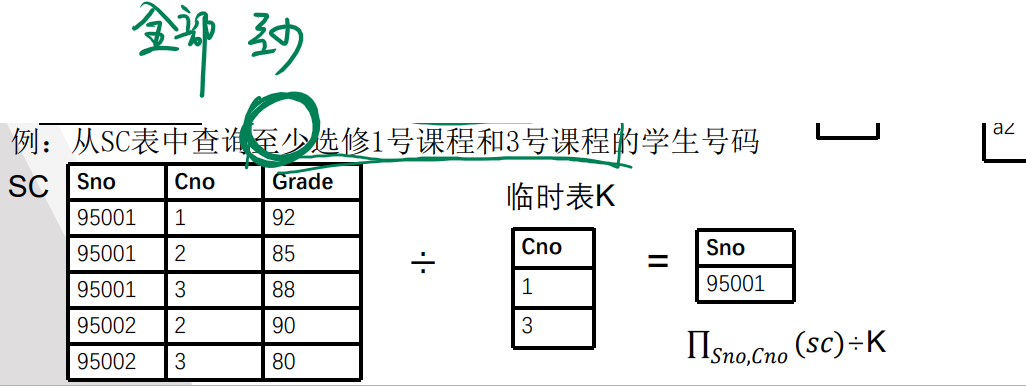 全部 至少
例：从SC表中查询至少选修1号课程和3号课程的学生号码
a2
SC
Sno Cno Grade
95001 1 92
95001 2 85
95001 3 88
95002 2 90
95002 3 80
÷
临时表K
Cno
1
3
=
Sno
95001
∏Sno,Cno (sc)÷K